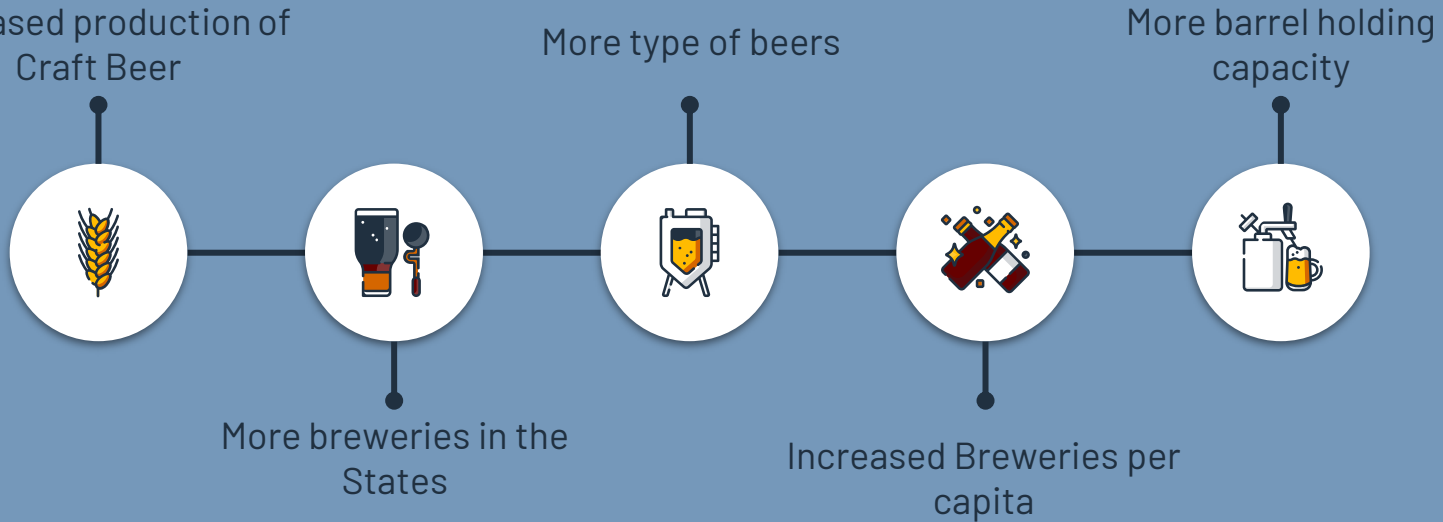 ased production of
Craft Beer
More type of beers
More barrel holding
capacity
More breweries in the
States
Increased Breweries per
capita